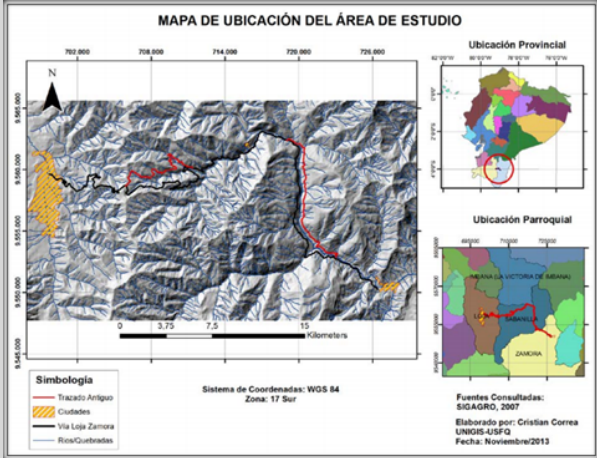 MAPA DE UBICACIÓN DEL ÁREA DE ESTUDIO
702.000 708.000 714.000 720.000 726.000
N
9.565.000
9.560.000
9.555.000
9.550.000
9.545.000
0 3,75 7,5 15
Kilometers
Simbología
Trazado Antiguo
Ciudades
Vía Loja Zamora
Ríos/Quebradas
Sistema de Coordenadas: WGS 84
Zona: 17 Sur
Ubicación Provincial
Ubicación Parroquial
IMBANA (LA VICTORIA DE IMBANA)
LOJA
SABANILLA
ZAMORA
Fuentes Consultadas:
SIGAGRO, 2007
Elaborado por: Cristian Correa
UNIGIS-USFQ
Fecha: Noviembre/2013